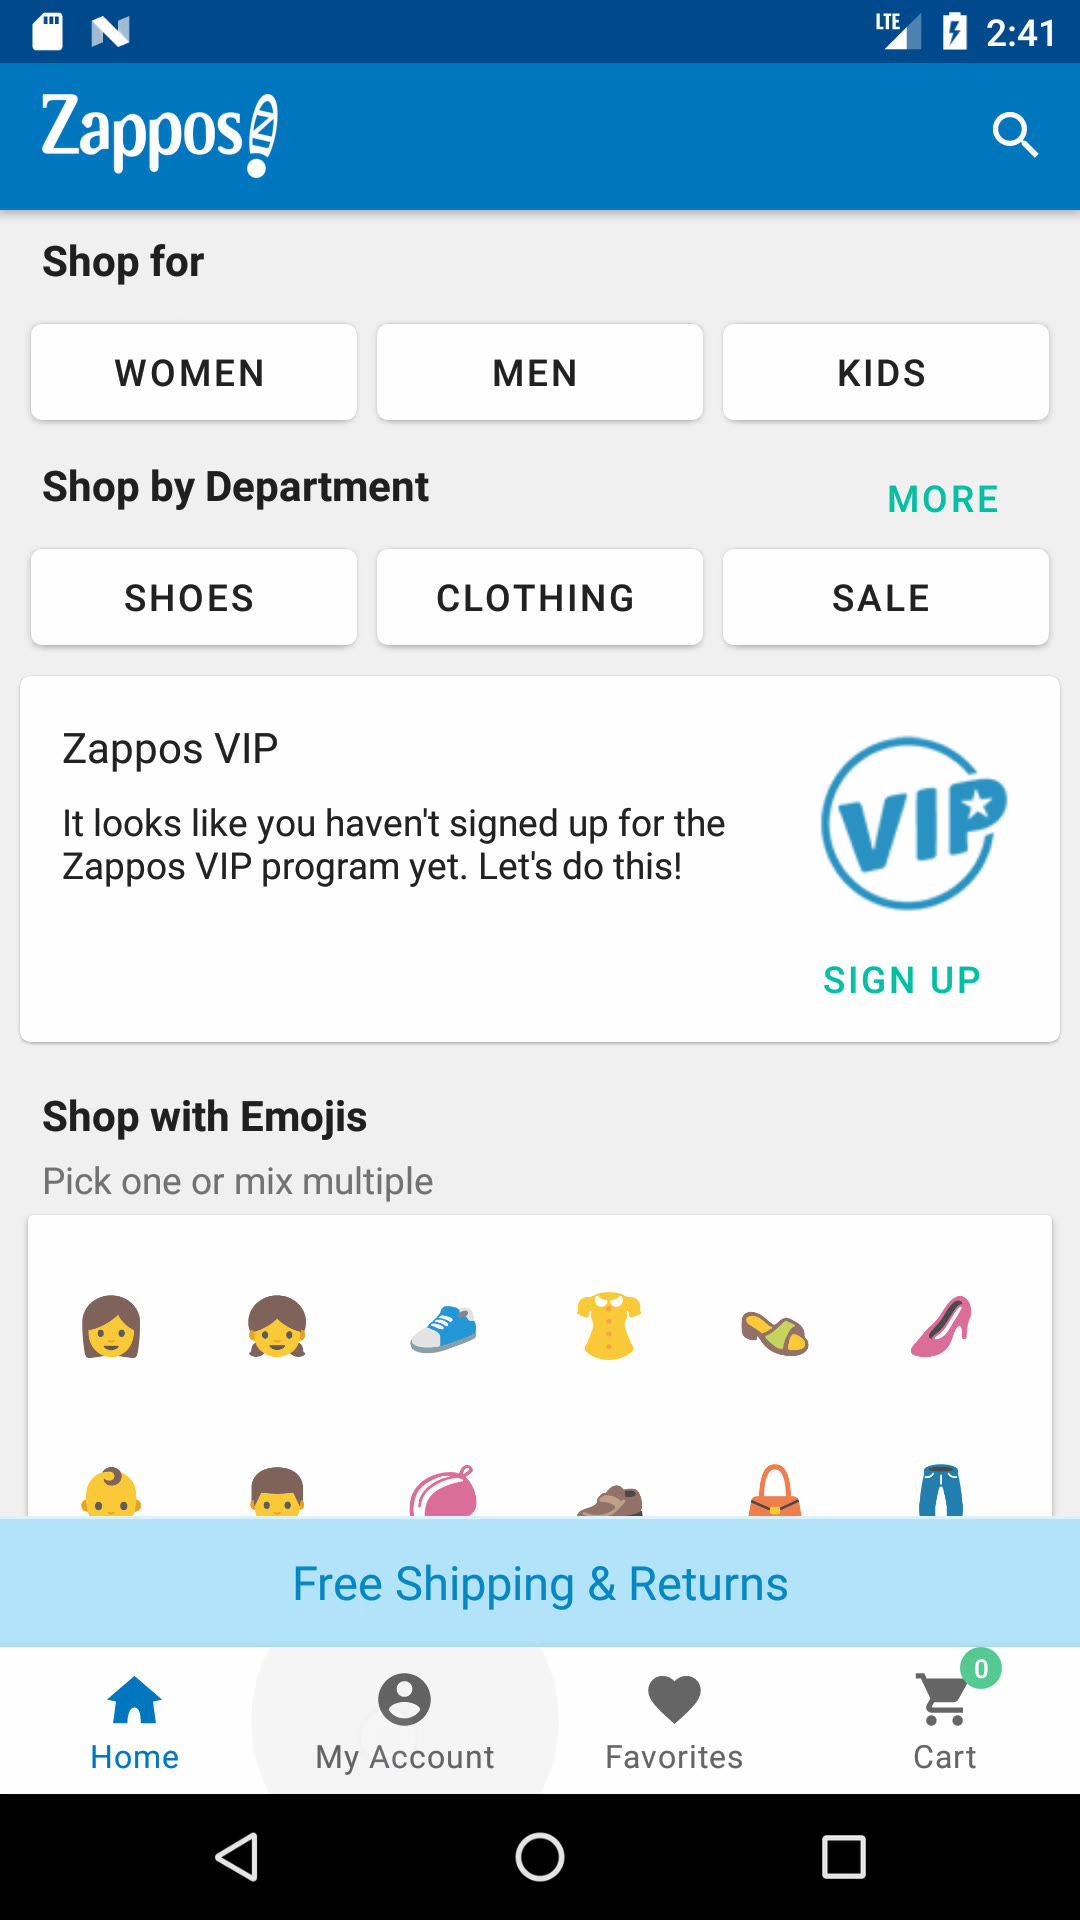 LTE 2:41
Zappos
Shop for
WOMEN MEN KIDS
Shop by Department MORE
SHOES CLOTHING SALE
Zappos VIP
It looks like you haven't signed up for the
Zappos VIP program yet. Let's do this!
VIP
SIGN UP
Shop with Emojis
Pick one or mix multiple
Free Shipping & Returns
0
Home My Account Favorites Cart